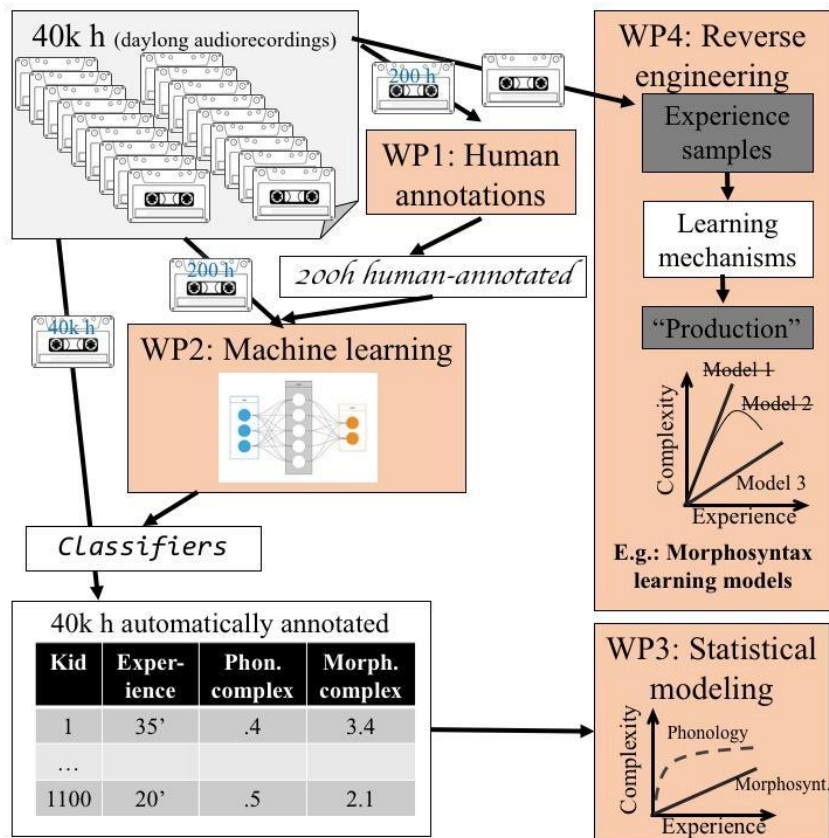 40k h (daylong audiorecordings)
200 h
WP1: Human
annotations
200h human-annotated
200 h
40k h
WP2: Machine learning
Classifiers
40k h automatically annotated
Kid Exper-
ience Phon.
complex Morph.
complex
1 35’ .4 3.4
…
1100 20’ .5 2.1
WP4: Reverse
engineering
Experience
samples
Learning
mechanisms
“Production”
Complexity
Model 1
Model 2
Model 3
Experience
E.g.: Morphosyntax
learning models
WP3: Statistical
modeling
Complexity
Phonology
Morphosynt.
Experience